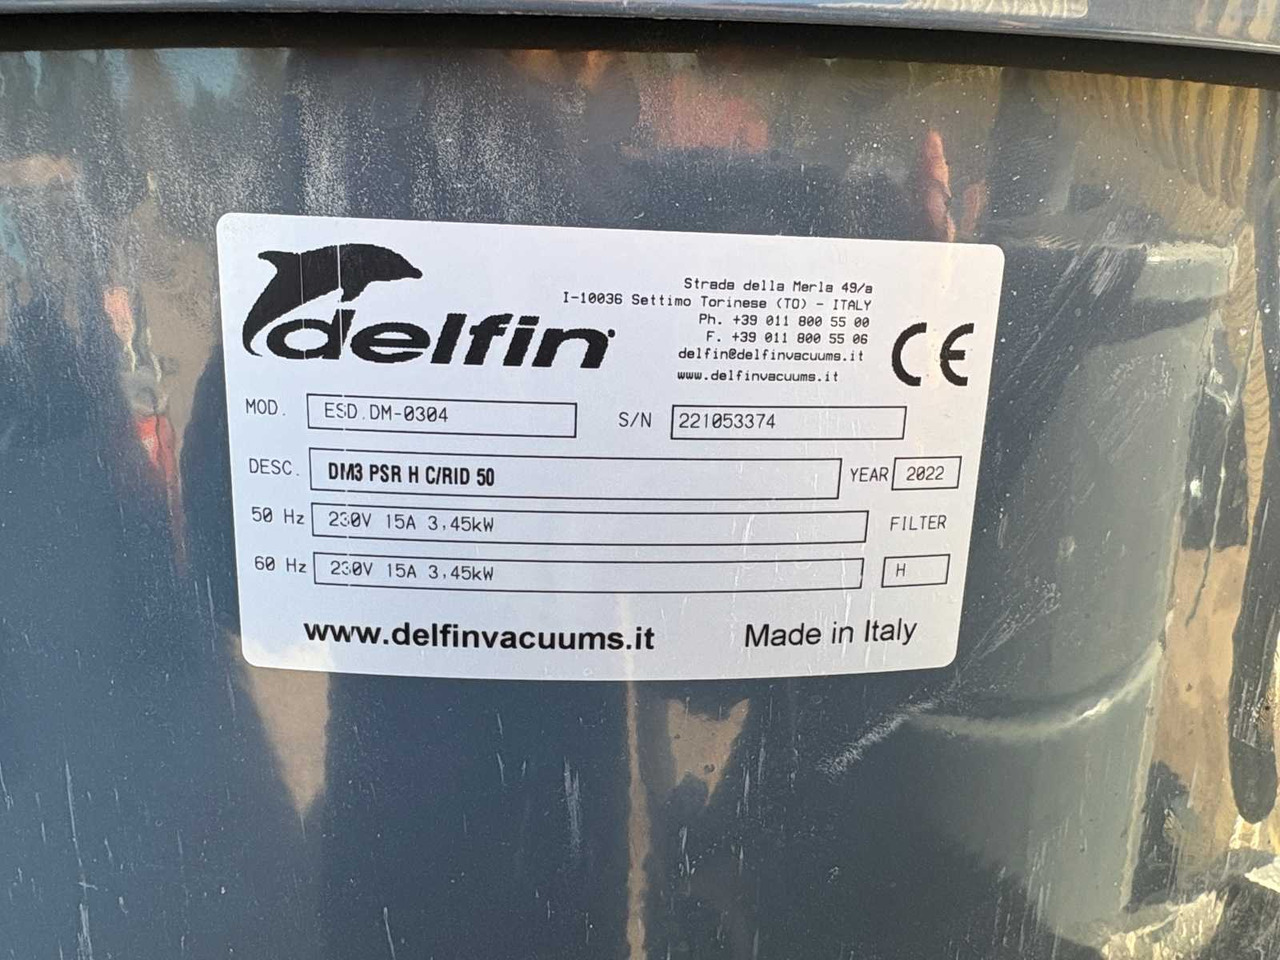 delfin
Strada della Merla 49/a
I-10036 Settimo Torinese (TO) - ITALY
Ph. +39 011 800 55 00
F. +39 011 800 55 06
delfin@delfinvacuums.it
www.delfinvacuums.it
CE
MOD. ESD.DM-0304 S/N 221053374
DESC. DM3 PSR H C/RID 50 YEAR 2022
50 Hz 230V 15A 3,45kW FILTER
60 Hz 230V 15A 3,45kW H
www.delfinvacuums.it Made in Italy